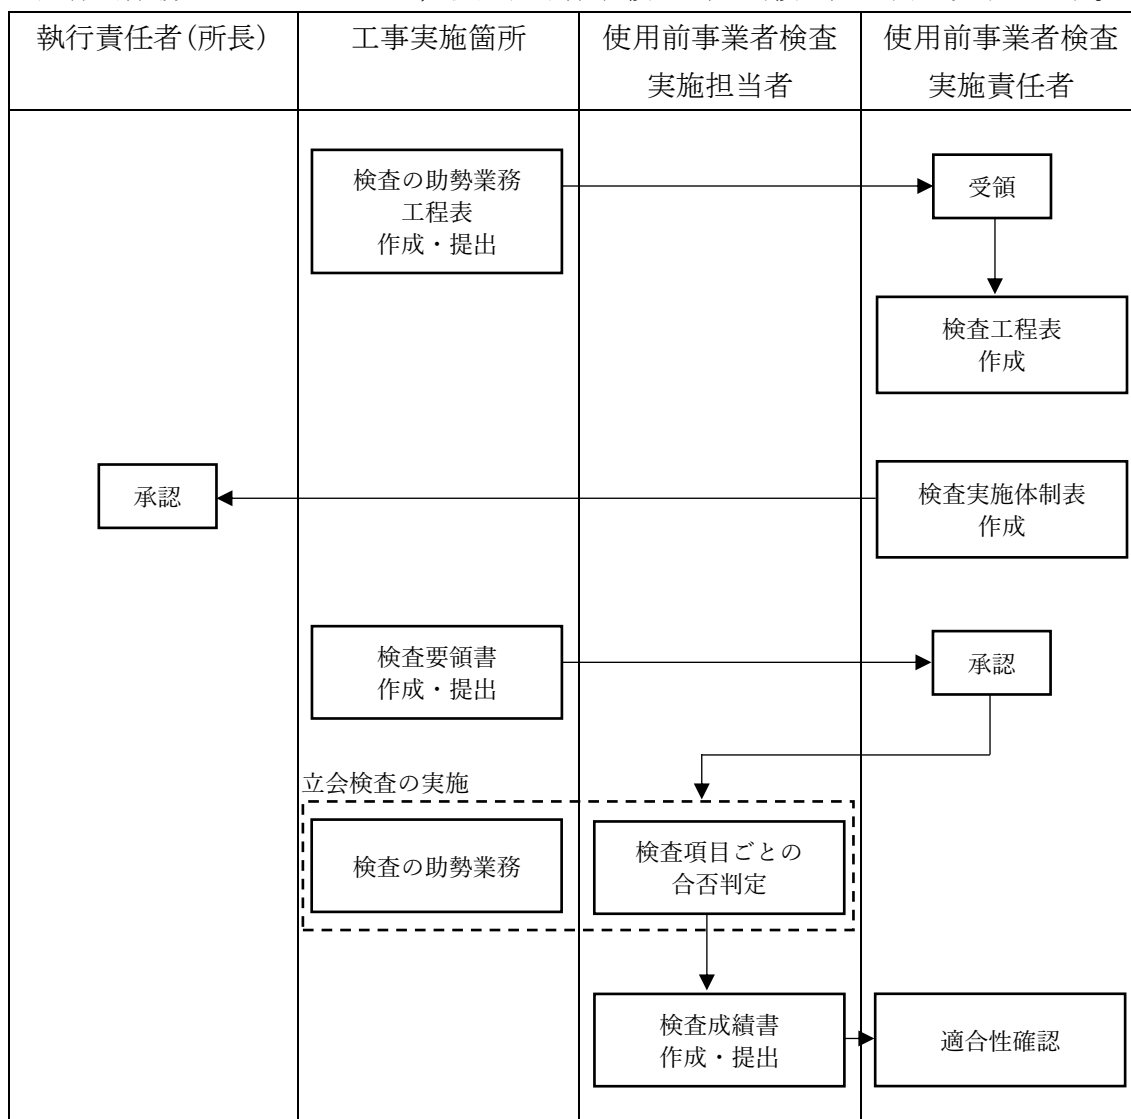 執行責任者(所長)
工事実施箇所
使用前事業者検査
実施担当者
使用前事業者検査
実施責任者
検査の助勢業務
工程表
作成・提出
受領
検査工程表
作成
承認
検査実施体制表
作成
検査要領書
作成・提出
承認
立会検査の実施
検査の助勢業務
検査項目ごとの
合否判定
検査成績書
作成・提出
適合性確認